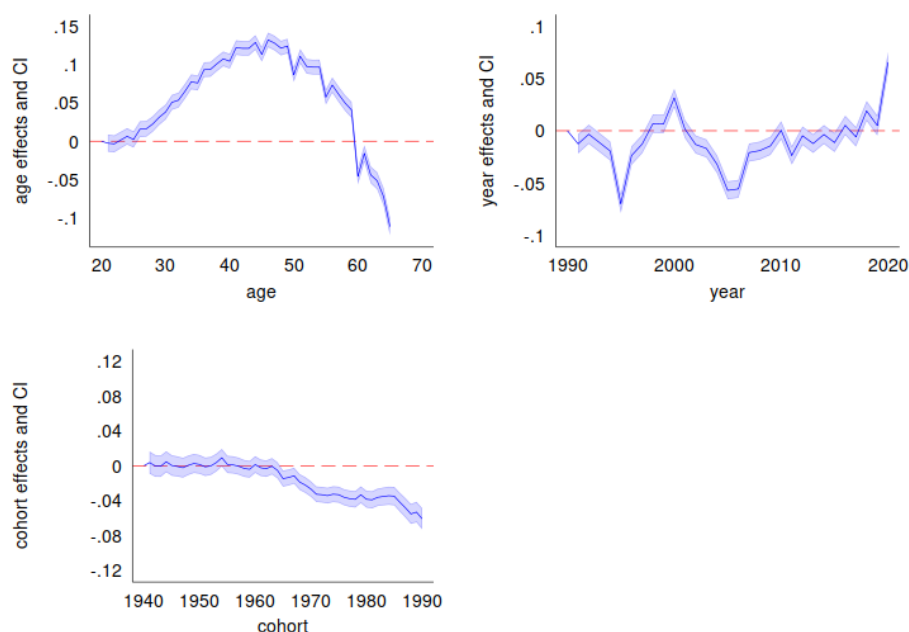 age effects and CI
.15
.1
.05
0
-.05
-.1
20 30 40 50 60 70
age
year effects and CI
.1
.05
0
-.05
-.1
1990 2000 2010 2020
year
cohort effects and CI
.12
.08
.04
0
-.04
-.08
-.12
1940 1950 1960 1970 1980 1990
cohort